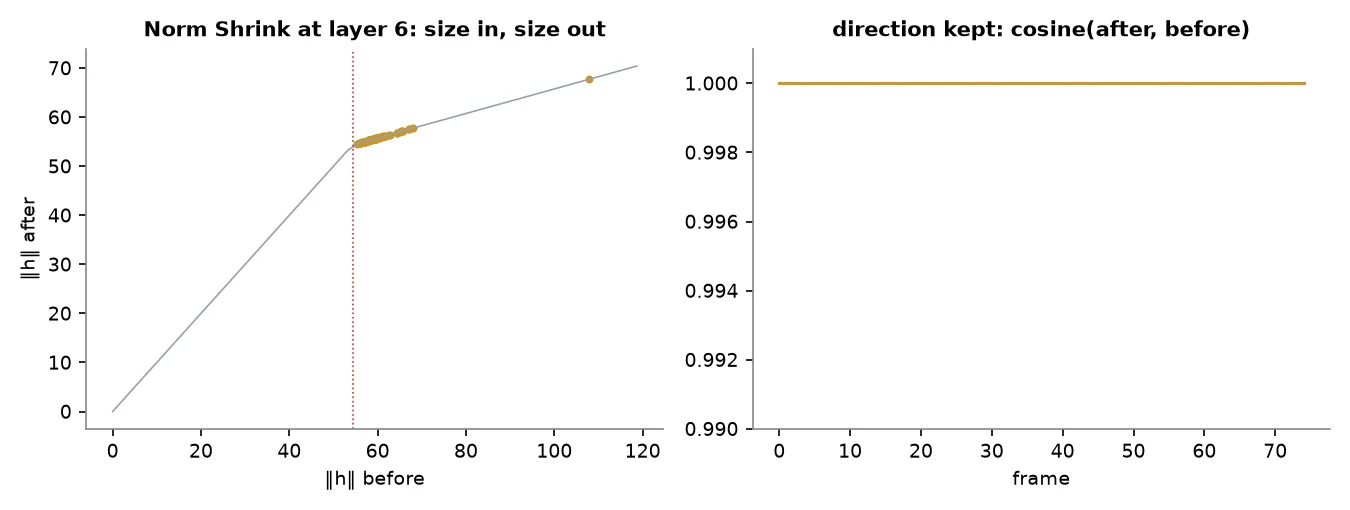 Norm Shrink at layer 6: size in, size out
70
60
50
40
30
20
10
0
‖h‖ after
0 20 40 60 80 100 120
‖h‖ before
direction kept: cosine(after, before)
1.000
0.998
0.996
0.994
0.992
0.990
0 10 20 30 40 50 60 70
frame